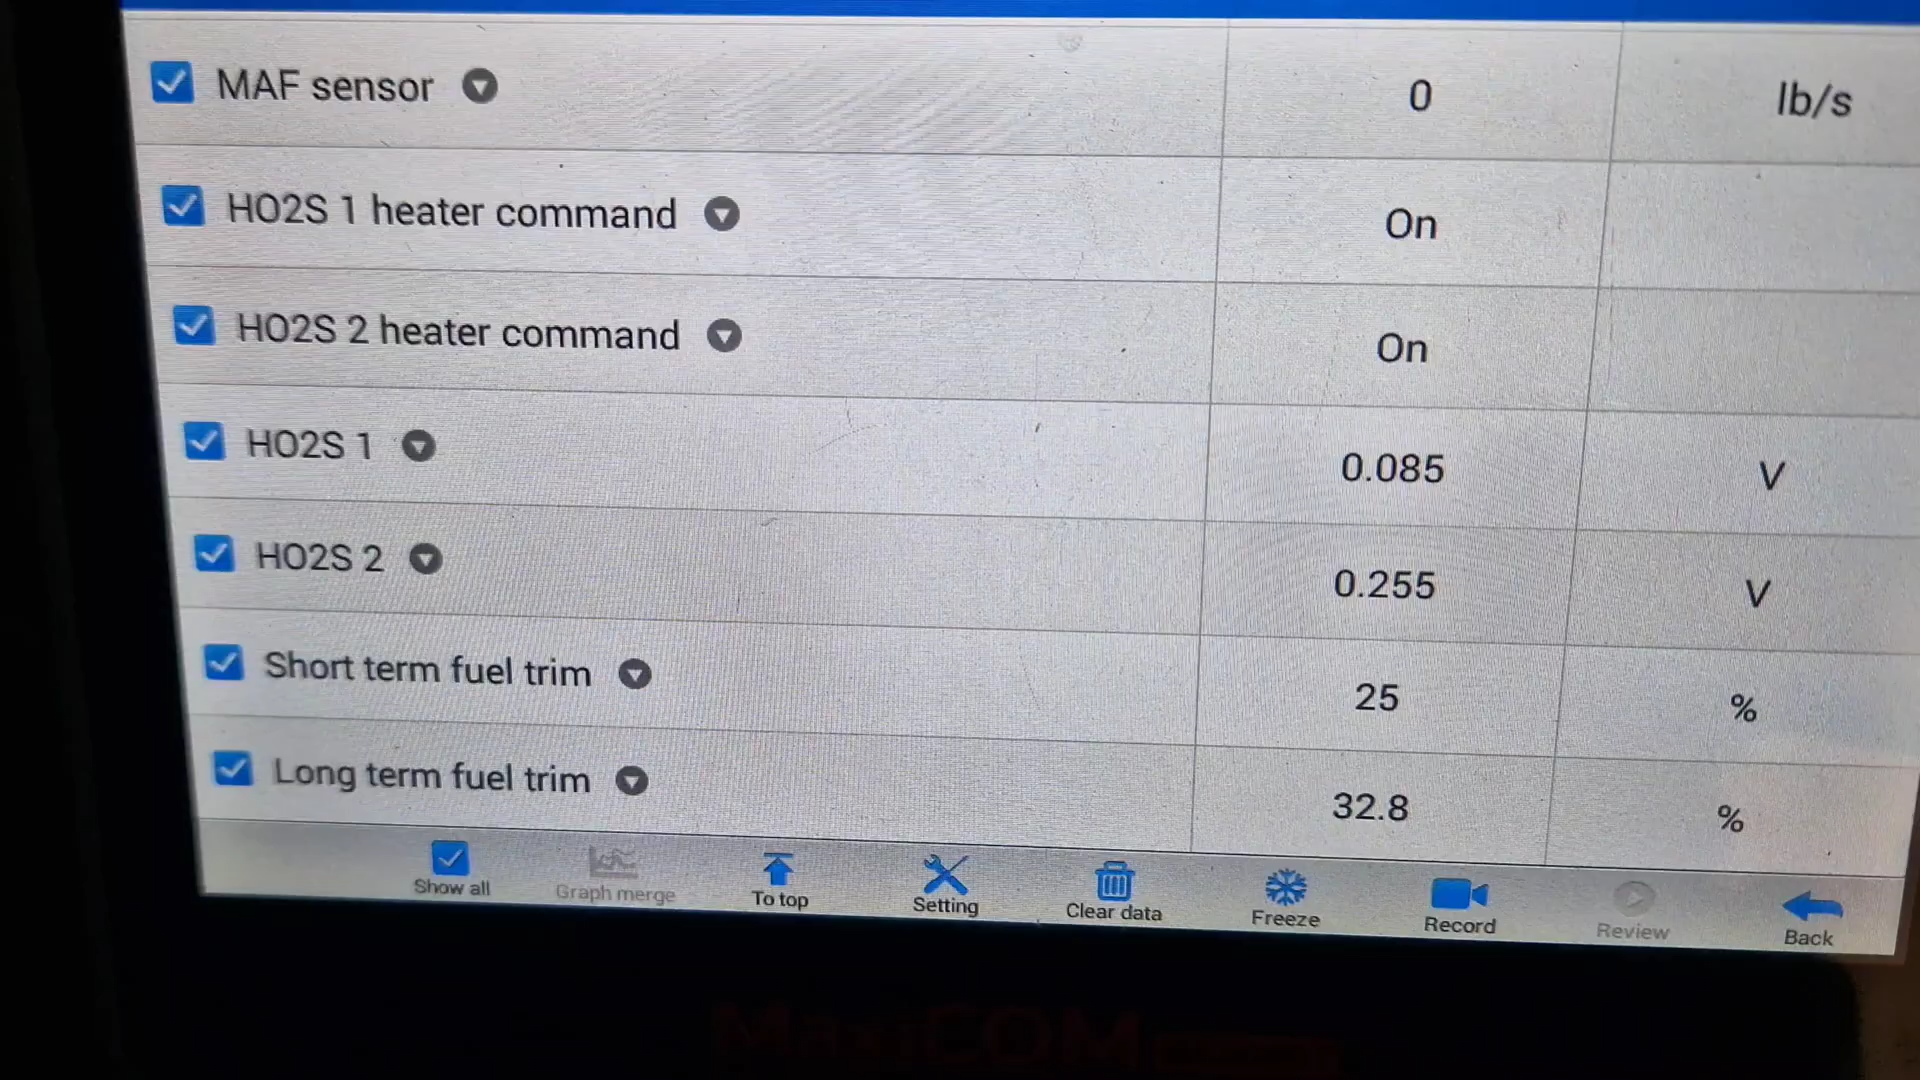 MAF sensor 0 lb/s
HO2S 1 heater command On
HO2S 2 heater command On
HO2S 1 0.085 V
HO2S 2 0.255 V
Short term fuel trim 25 %
Long term fuel trim 32.8 %
Show all Graph merge To top Setting Clear data Freeze Record Review Back
MaxiCOM